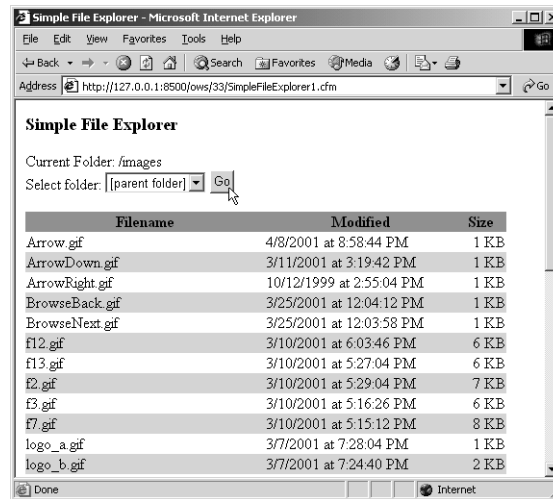 Simple File Explorer - Microsoft Internet Explorer
File Edit View Favorites Tools Help
Back Search Favorites Media
Address http://127.0.0.1:8500/ows/33/SimpleFileExplorer1.cfm Go
Simple File Explorer
Current Folder: /images
Select folder: [parent folder] Go
Filename Modified Size
Arrow.gif 4/8/2001 at 8:58:44 PM 1 KB
ArrowDown.gif 3/11/2001 at 3:19:42 PM 1 KB
ArrowRight.gif 10/12/1999 at 2:55:04 PM 1 KB
BrowseBack.gif 3/25/2001 at 12:04:12 PM 1 KB
BrowseNext.gif 3/25/2001 at 12:03:58 PM 1 KB
f12.gif 3/10/2001 at 6:03:46 PM 6 KB
f13.gif 3/10/2001 at 5:27:04 PM 6 KB
f2.gif 3/10/2001 at 5:29:04 PM 7 KB
f3.gif 3/10/2001 at 5:16:26 PM 6 KB
f7.gif 3/10/2001 at 5:15:12 PM 8 KB
logo_a.gif 3/7/2001 at 7:28:04 PM 1 KB
logo_b.gif 3/7/2001 at 7:24:40 PM 2 KB
Done Internet